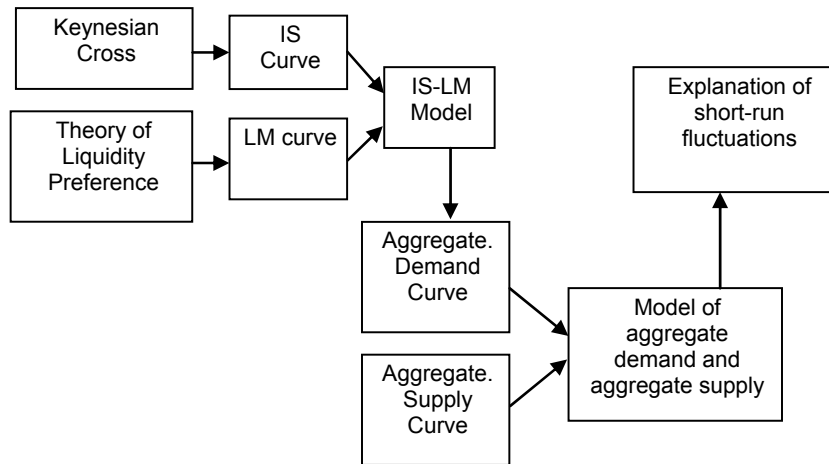 Keynesian
Cross
IS
Curve
IS-LM
Model
Explanation of
short-run
fluctuations
Theory of
Liquidity
Preference
LM curve
Aggregate.
Demand
Curve
Model of
aggregate
demand and
aggregate supply
Aggregate.
Supply
Curve